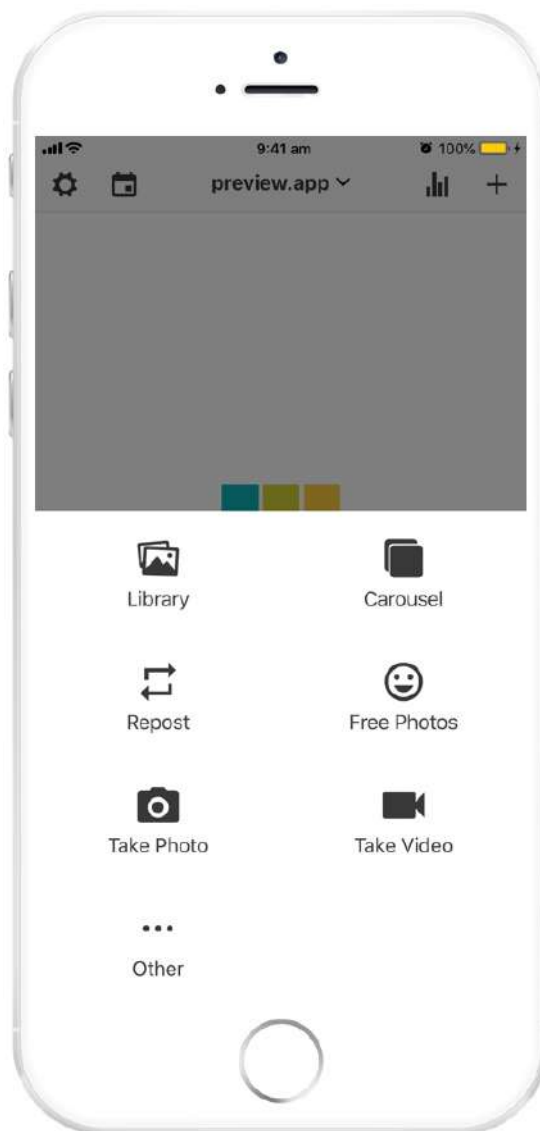 9:41 am 100%
preview.app
Library Carousel
Repost Free Photos
Take Photo Take Video
Other